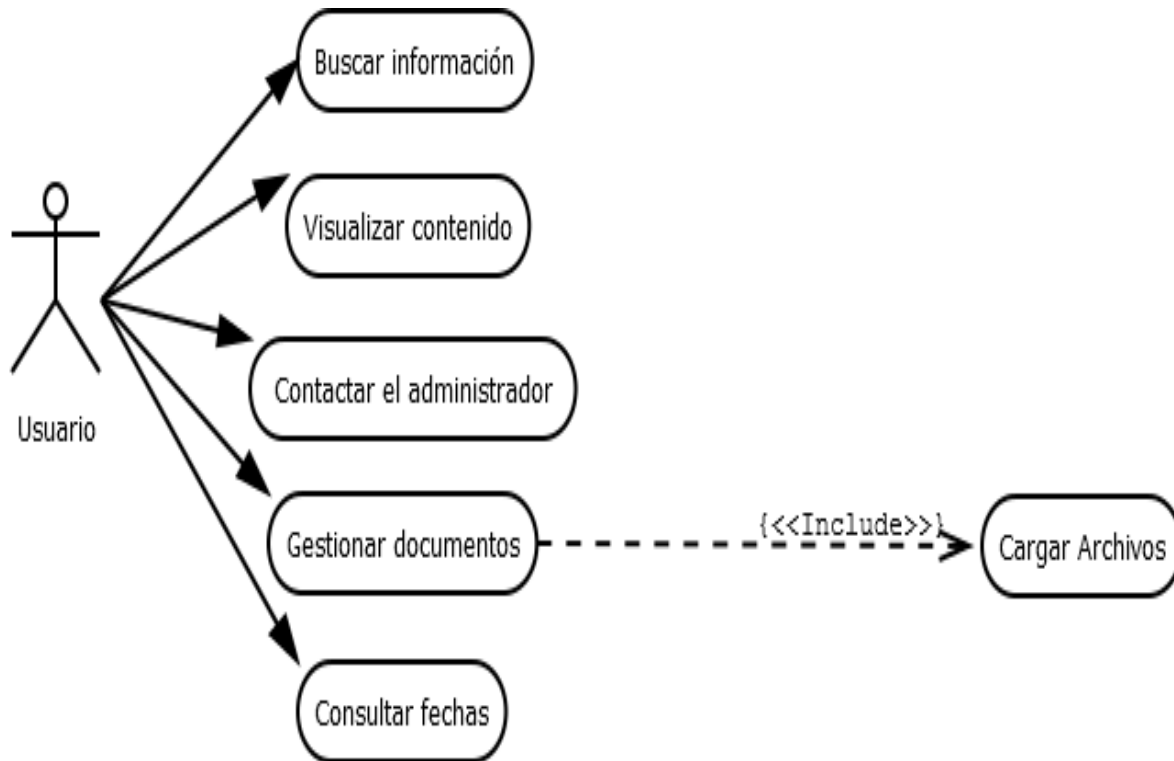 Buscar información
Visualizar contenido
Contactar el administrador
Usuario
Gestionar documentos
{<<Include>>}
Cargar Archivos
Consultar fechas